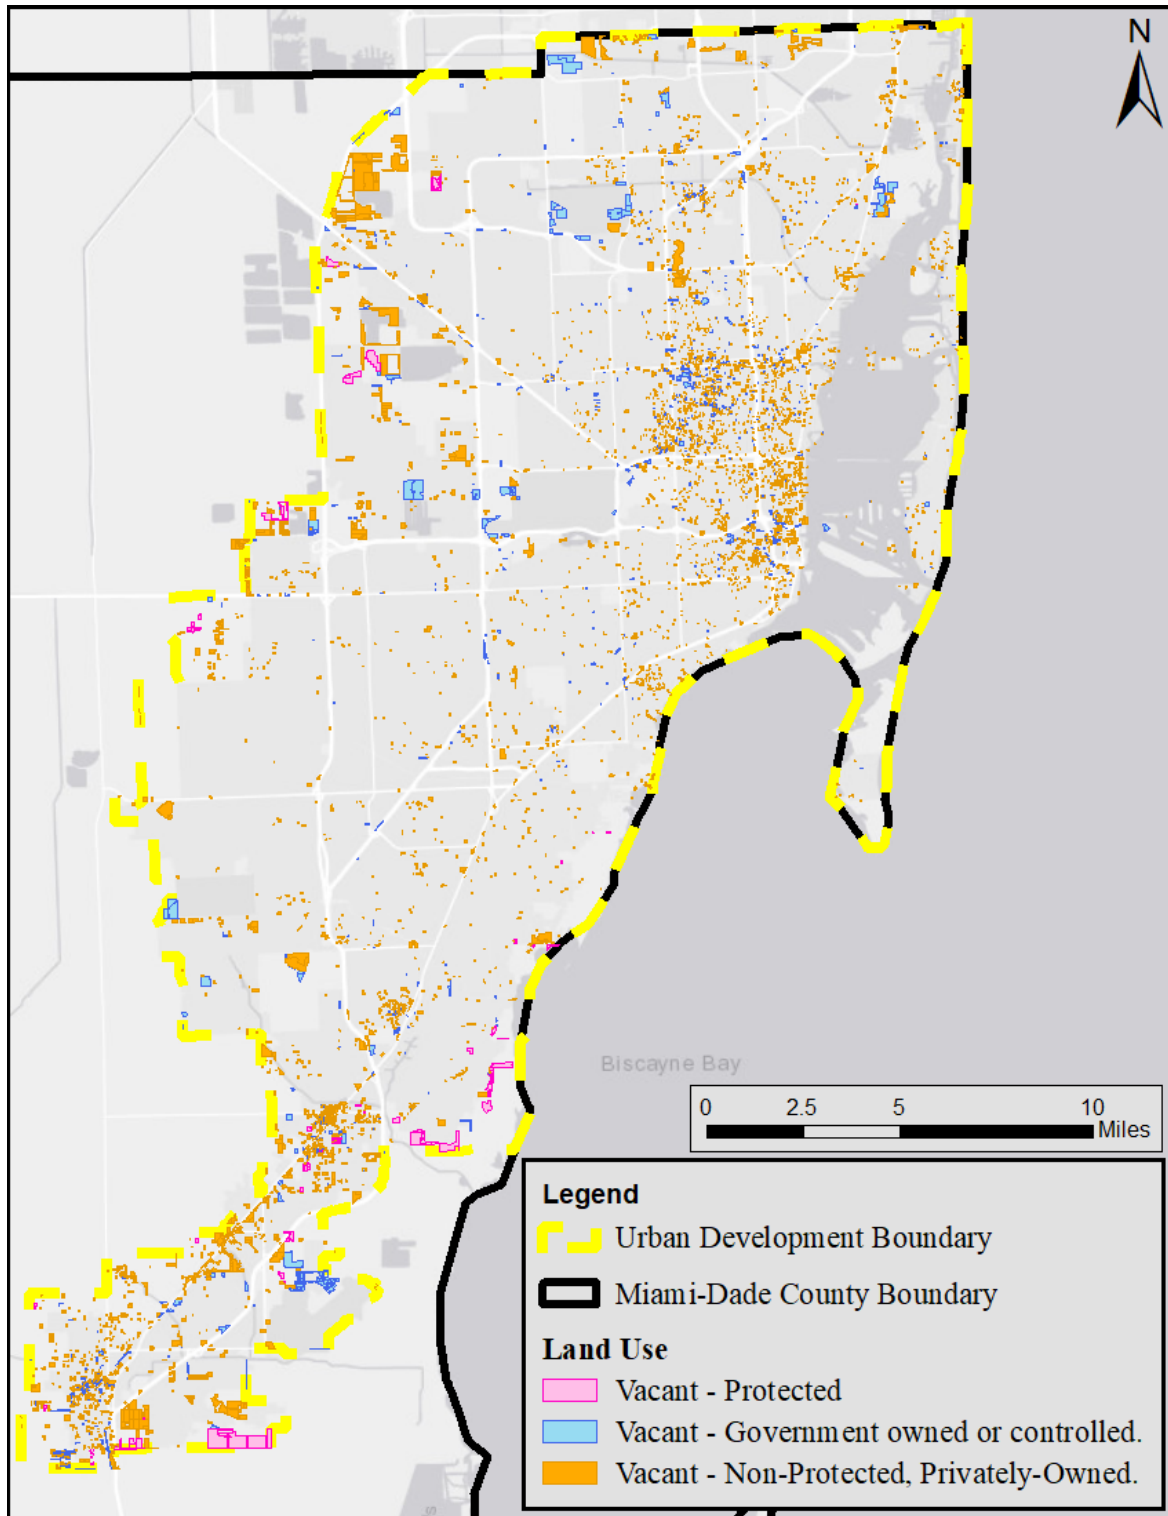 N
Biscayne Bay
0 2.5 5 10
Miles
Legend
Urban Development Boundary
Miami-Dade County Boundary
Land Use
Vacant - Protected
Vacant - Government owned or controlled.
Vacant - Non-Protected, Privately-Owned.